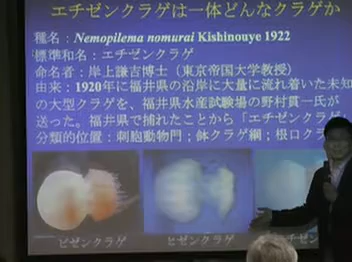 エチゼンクラゲは一体どんなクラゲか
種名：Nemopilema nomurai Kishinouye 1922
標準和名：エチゼンクラゲ
命名者：岸上謙吉博士（東京帝国大学教授）
由来：1920年に福井県の沿岸に大量に流れ着いた未知
の大型クラゲを、福井県水産試験場の野村貫一氏が
送った。福井県で捕れたことから「エチゼンクラゲ
分類的位置：刺胞動物門；鉢クラゲ綱；根口クラゲ
ビゼンクラゲ
ヒゼンクラゲ
チゼン